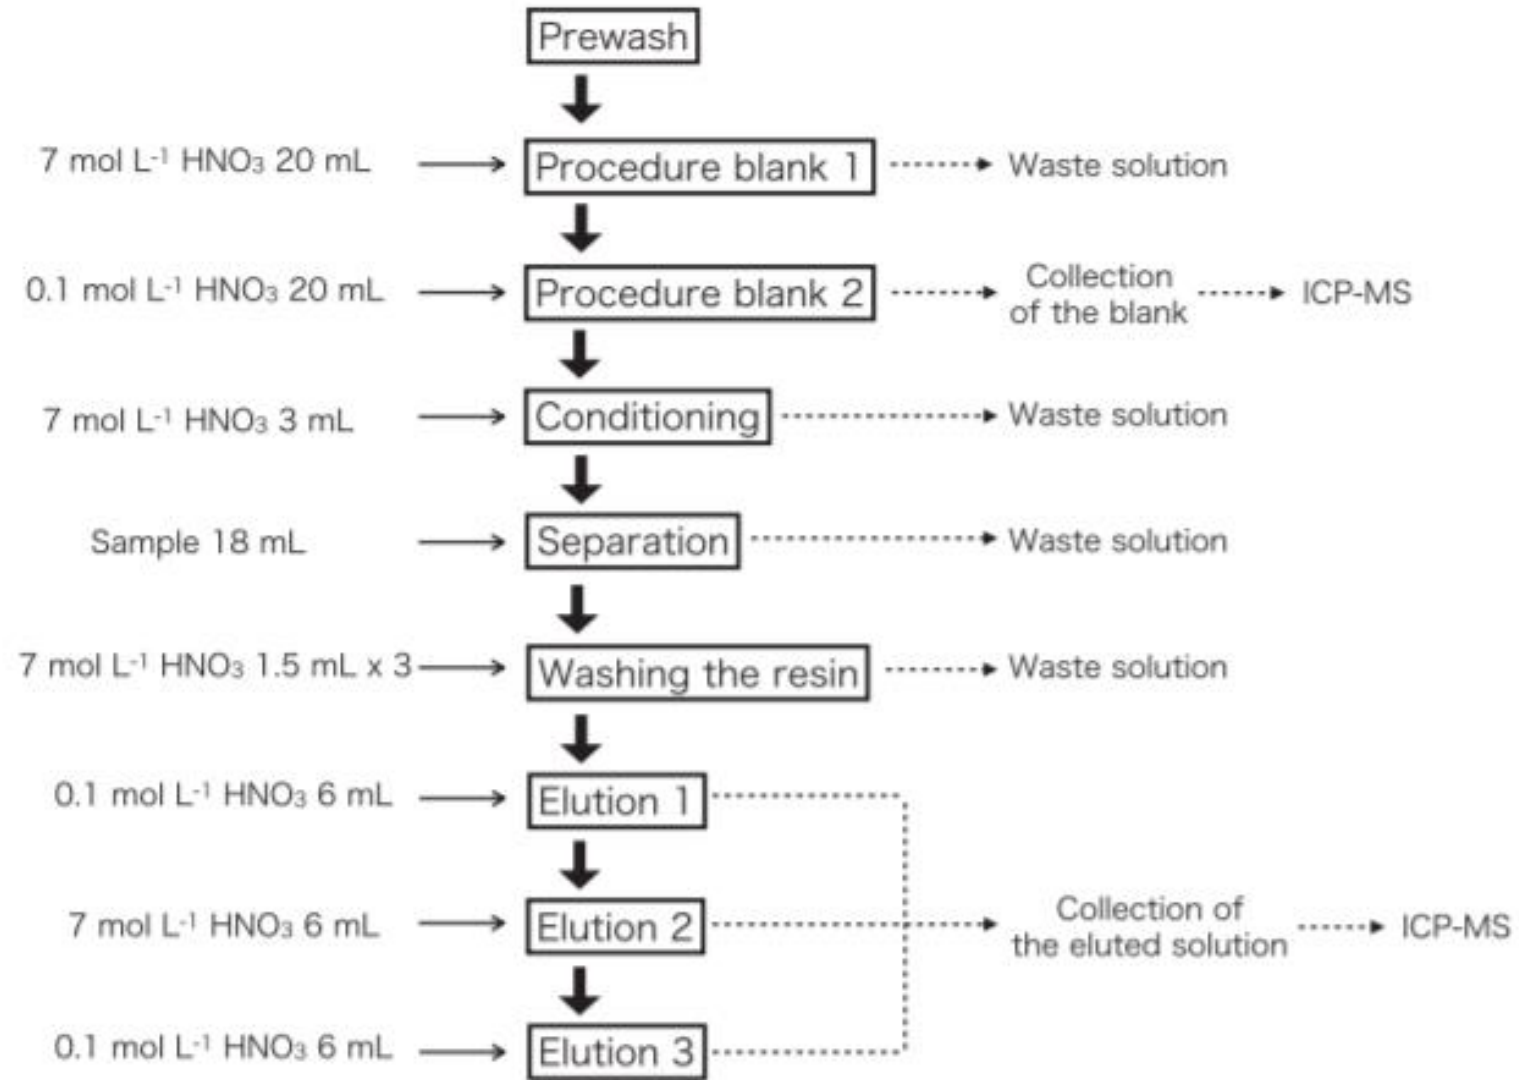 Prewash
7 mol L-1 HNO3 20 mL
Procedure blank 1
Waste solution
0.1 mol L-1 HNO3 20 mL
Procedure blank 2
Collection
of the blank
ICP-MS
7 mol L-1 HNO3 3 mL
Conditioning
Waste solution
Sample 18 mL
Separation
Waste solution
7 mol L-1 HNO3 1.5 mL x 3
Washing the resin
Waste solution
0.1 mol L-1 HNO3 6 mL
Elution 1
7 mol L-1 HNO3 6 mL
Elution 2
Collection of
the eluted solution
ICP-MS
0.1 mol L-1 HNO3 6 mL
Elution 3